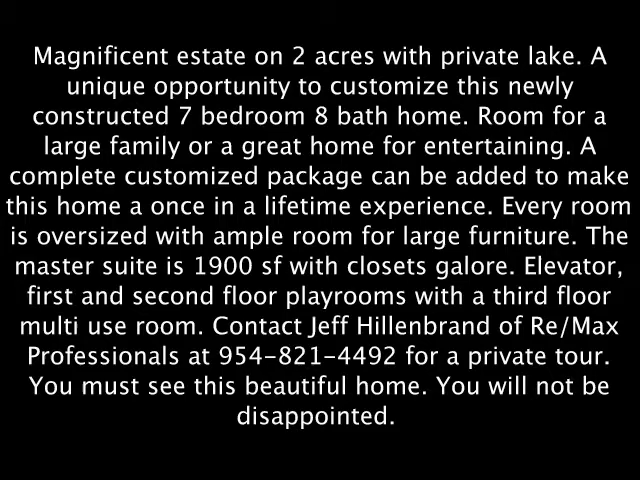 Magnificent estate on 2 acres with private lake. A
unique opportunity to customize this newly
constructed 7 bedroom 8 bath home. Room for a
large family or a great home for entertaining. A
complete customized package can be added to make
this home a once in a lifetime experience. Every room
is oversized with ample room for large furniture. The
master suite is 1900 sf with closets galore. Elevator,
first and second floor playrooms with a third floor
multi use room. Contact Jeff Hillenbrand of Re/Max
Professionals at 954-821-4492 for a private tour.
You must see this beautiful home. You will not be
disappointed.